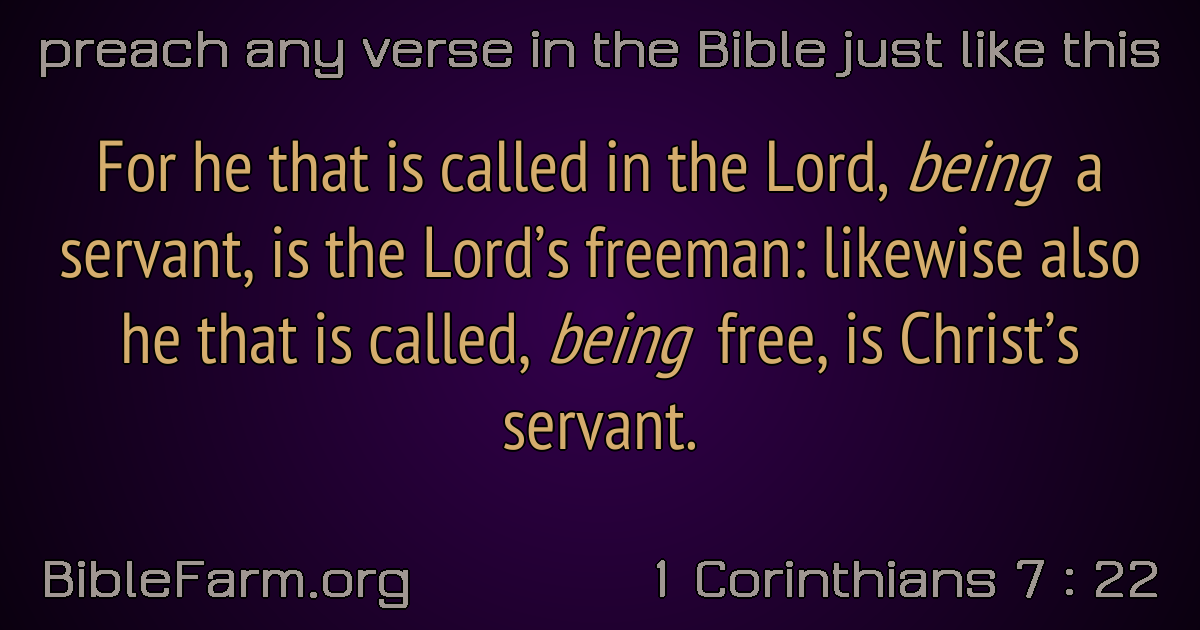 preach any verse in the Bible just like this
For he that is called in the Lord, being a
servant, is the Lord’s freeman: likewise also
he that is called, being free, is Christ’s
servant.
BibleFarm.org
1 Corinthians 7 : 22